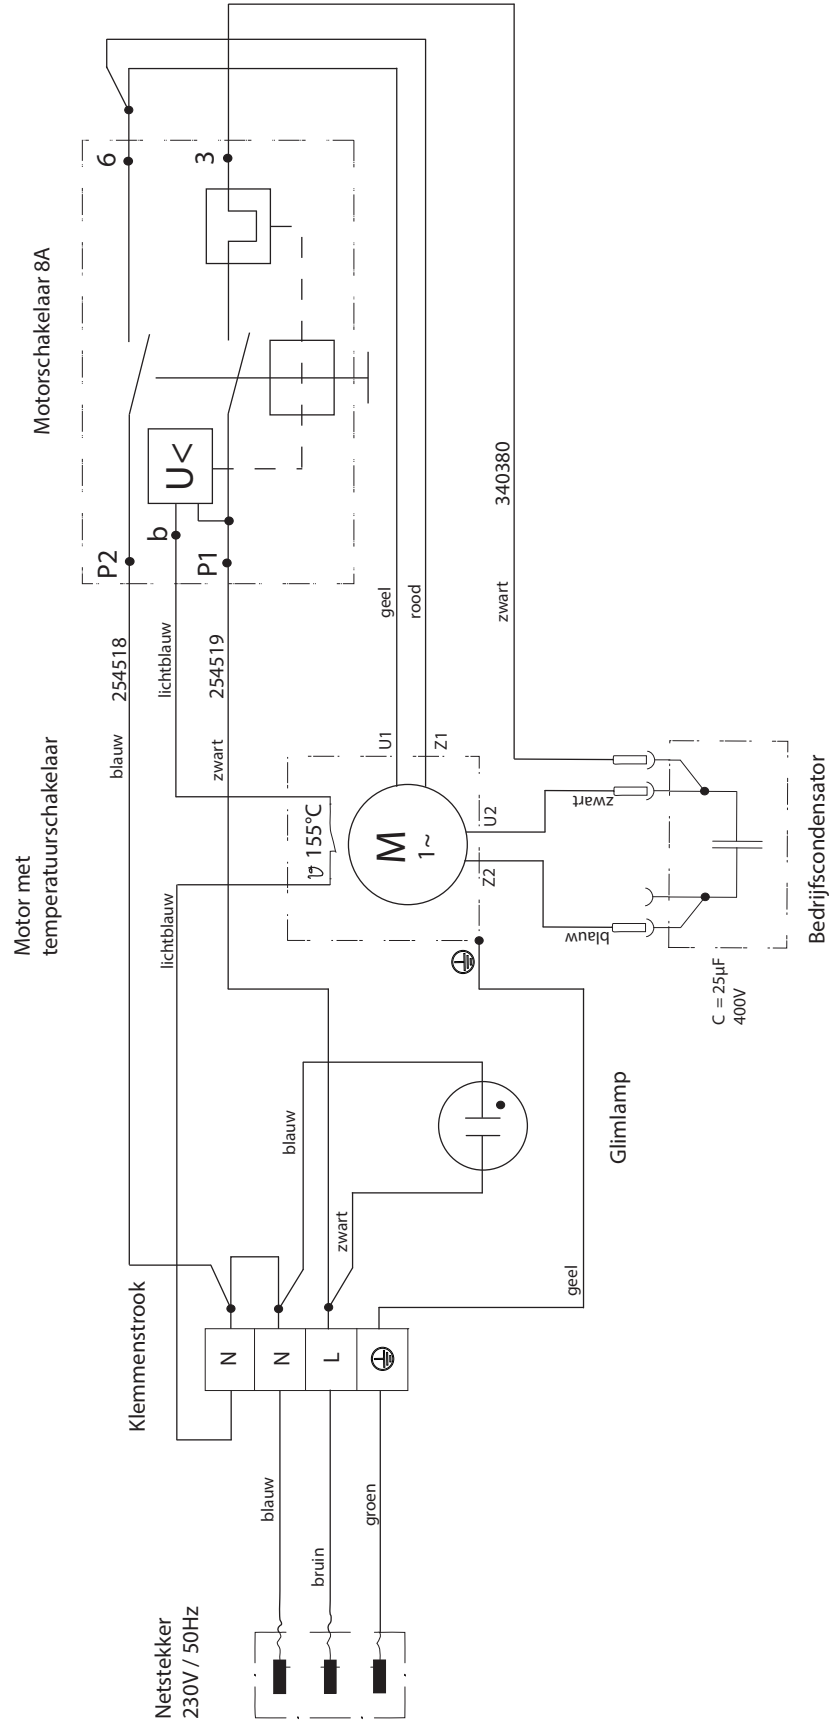 Netstekker
230V / 50Hz
blauw
bruin
groen
Klemmenstrook
N
N
L
blauw
zwart
geel
Glimlamp
Motor met
temperatuurschakelaar
lichtblauw
ϑ 155°C
M
1~
U1
Z1
U2
Z2
zwart
blauw
C = 25µF
400V
Bedrijfscondensator
blauw
254518
lichtblauw
zwart
254519
geel
rood
zwart
340380
Motorschakelaar 8A
P2
b
P1
U<
6
3